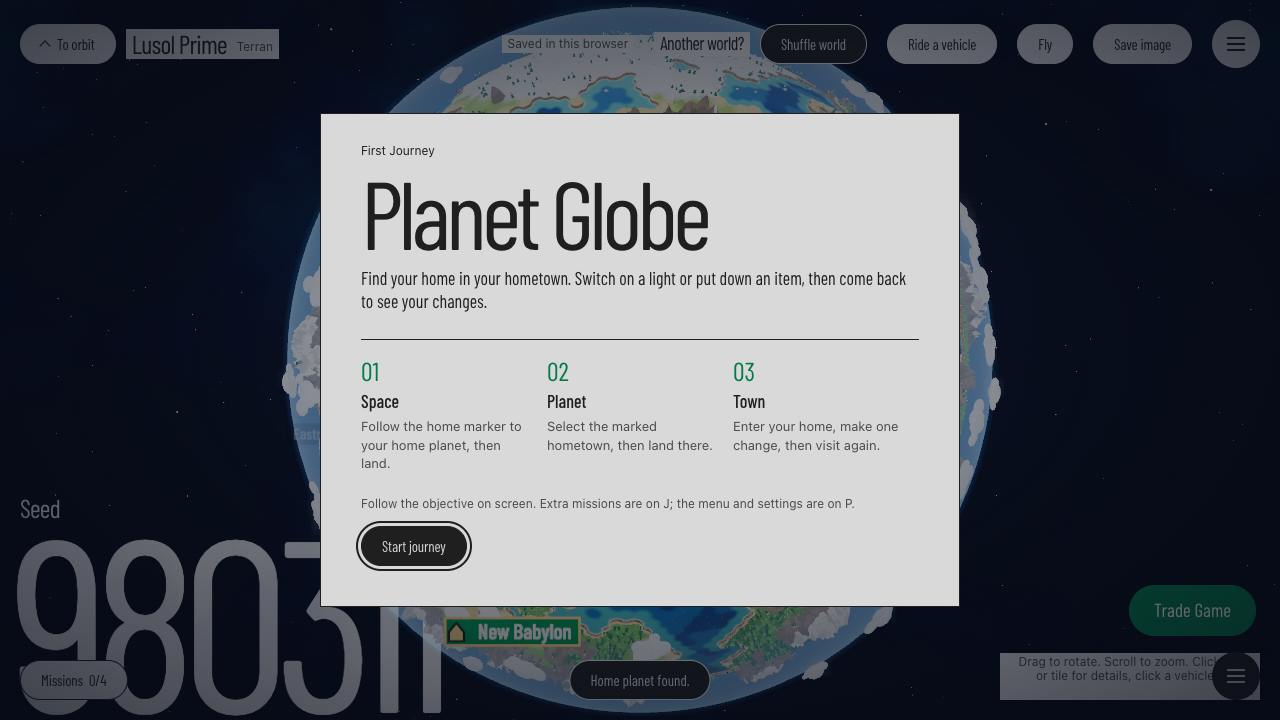 To orbit
Lusol Prime Terran
Saved in this browser
Another world?
Shuffle world
Ride a vehicle
Fly
Save image
First Journey
Planet Globe
Find your home in your hometown. Switch on a light or put down an item, then come back
to see your changes.
01
Space
Follow the home marker to
your home planet, then
land.
02
Planet
Select the marked
hometown, then land there.
03
Town
Enter your home, make one
change, then visit again.
Follow the objective on screen. Extra missions are on J; the menu and settings are on P.
Start journey
Seed
New Babylon
Trade Game
Missions 0/4
Home planet found.
Drag to rotate. Scroll to zoom.
or tile for details, click a vehicle